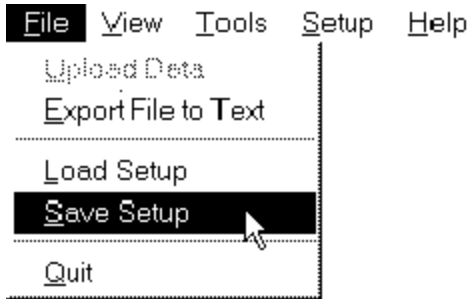 File View Tools Setup Help
Upload Data
Export File to Text
Load Setup
Save Setup
Quit